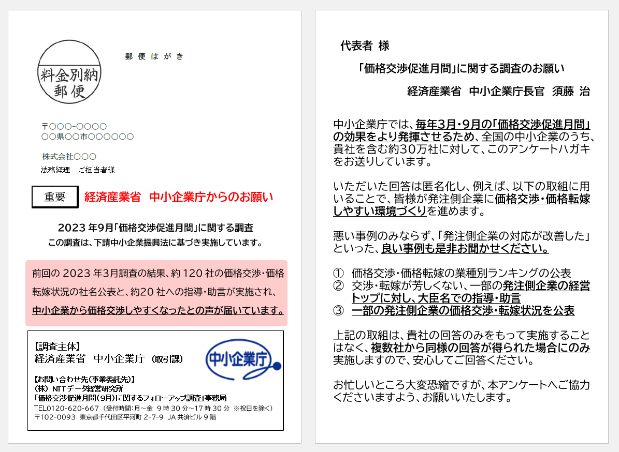 料金別納
郵便
郵便はがき
〒○○○-○○○○
○○県○○市○○○○○○
株式会社○○○
法務経理 ご担当者様
重要
経済産業省 中小企業庁からのお願い
2023年9月「価格交渉促進月間」に関する調査
この調査は、下請中小企業振興法に基づき実施しています。
前回の2023年3月調査の結果、約120社の価格交渉・価格
転嫁状況の社名公表と、約20社への指導・助言が実施され、
中小企業から価格交渉しやすくなったとの声が届いています。
【調査主体】
経済産業省 中小企業庁 (取引課)
中小企業庁
【お問い合わせ先(事業委託先)】
(株)NTTデータ経営研究所
「価格交渉促進月間(9月)に関するフォローアップ調査」事務局
TEL0120-620-667 (受付時間:月~金 9時30分~17時30分 ※祝日を除く)
〒102-0093 東京都千代田区平河町2-7-9 JA共済ビル9階
代表者 様
「価格交渉促進月間」に関する調査のお願い
経済産業省 中小企業庁長官 須藤 治
中小企業庁では、毎年3月・9月の「価格交渉促進月間」
の効果をより発揮させるため、全国の中小企業のうち、
貴社を含む約30万社に対して、このアンケートハガキ
をお送りしています。
いただいた回答は匿名化し、例えば、以下の取組に用
いることで、皆様が発注側企業に価格交渉・価格転嫁
しやすい環境づくりを進めます。
悪い事例のみならず、「発注側企業の対応が改善した」
といった、良い事例も是非お聞かせください。
① 価格交渉・価格転嫁の業種別ランキングの公表
② 交渉・転嫁が芳しくない、一部の発注側企業の経営
トップに対し、大臣名での指導・助言
③ 一部の発注側企業の価格交渉・転嫁状況を公表
上記の取組は、貴社の回答のみをもって実施すること
はなく、複数社から同様の回答が得られた場合にのみ
実施しますので、安心してご回答ください。
お忙しいところ大変恐縮ですが、本アンケートへご協力
くださいますよう、お願いいたします。